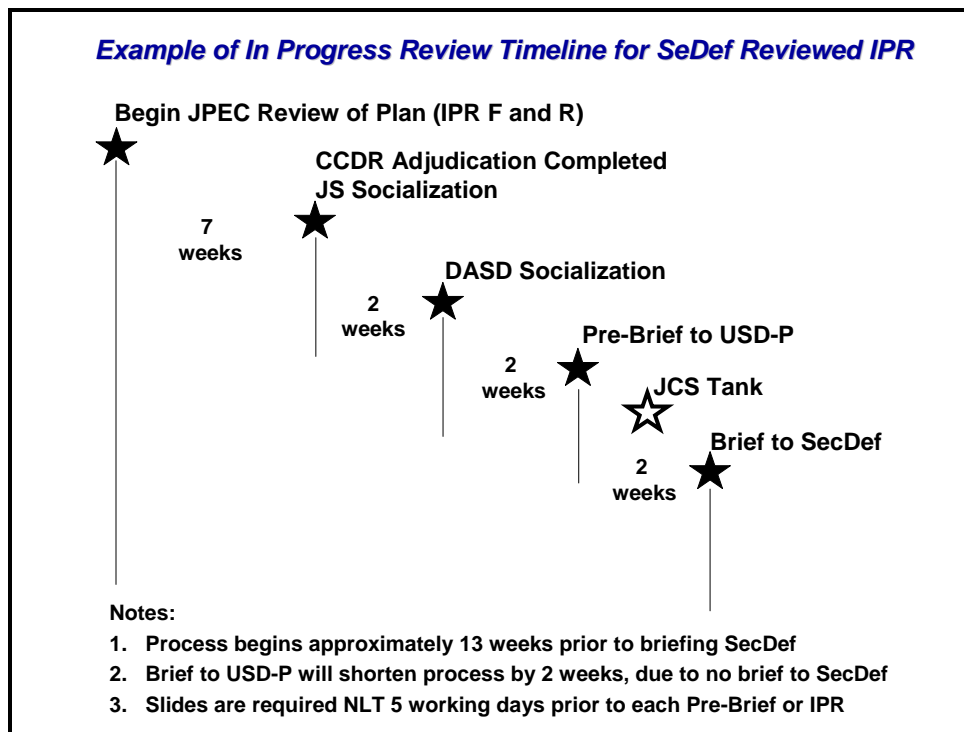 Example of In Progress Review Timeline for SeDef Reviewed IPR
Begin JPEC Review of Plan (IPR F and R)
CCDR Adjudication Completed
JS Socialization
7
weeks
DASD Socialization
2
weeks
Pre-Brief to USD-P
2
weeks
JCS Tank
Brief to SecDef
2
weeks
Notes:
1. Process begins approximately 13 weeks prior to briefing SecDef
2. Brief to USD-P will shorten process by 2 weeks, due to no brief to SecDef
3. Slides are required NLT 5 working days prior to each Pre-Brief or IPR